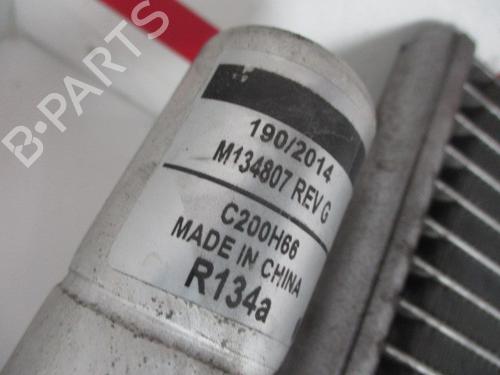 B-PARTS
190/2014
M134807 REV G
C200H66
MADE IN CHINA
R134a